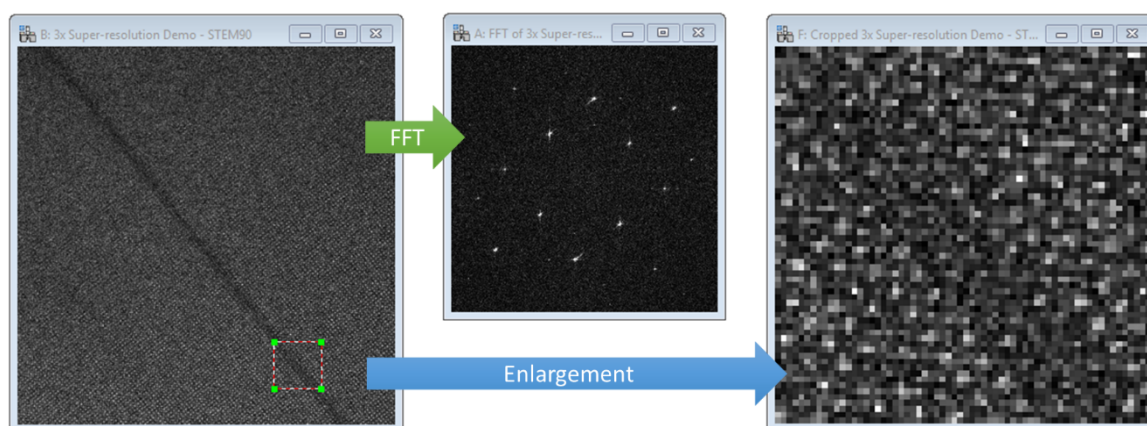 B: 3x Super-resolution Demo - STEM90
A: FFT of 3x Super-res...
F: Cropped 3x Super-resolution Demo - ST...
FFT
Enlargement